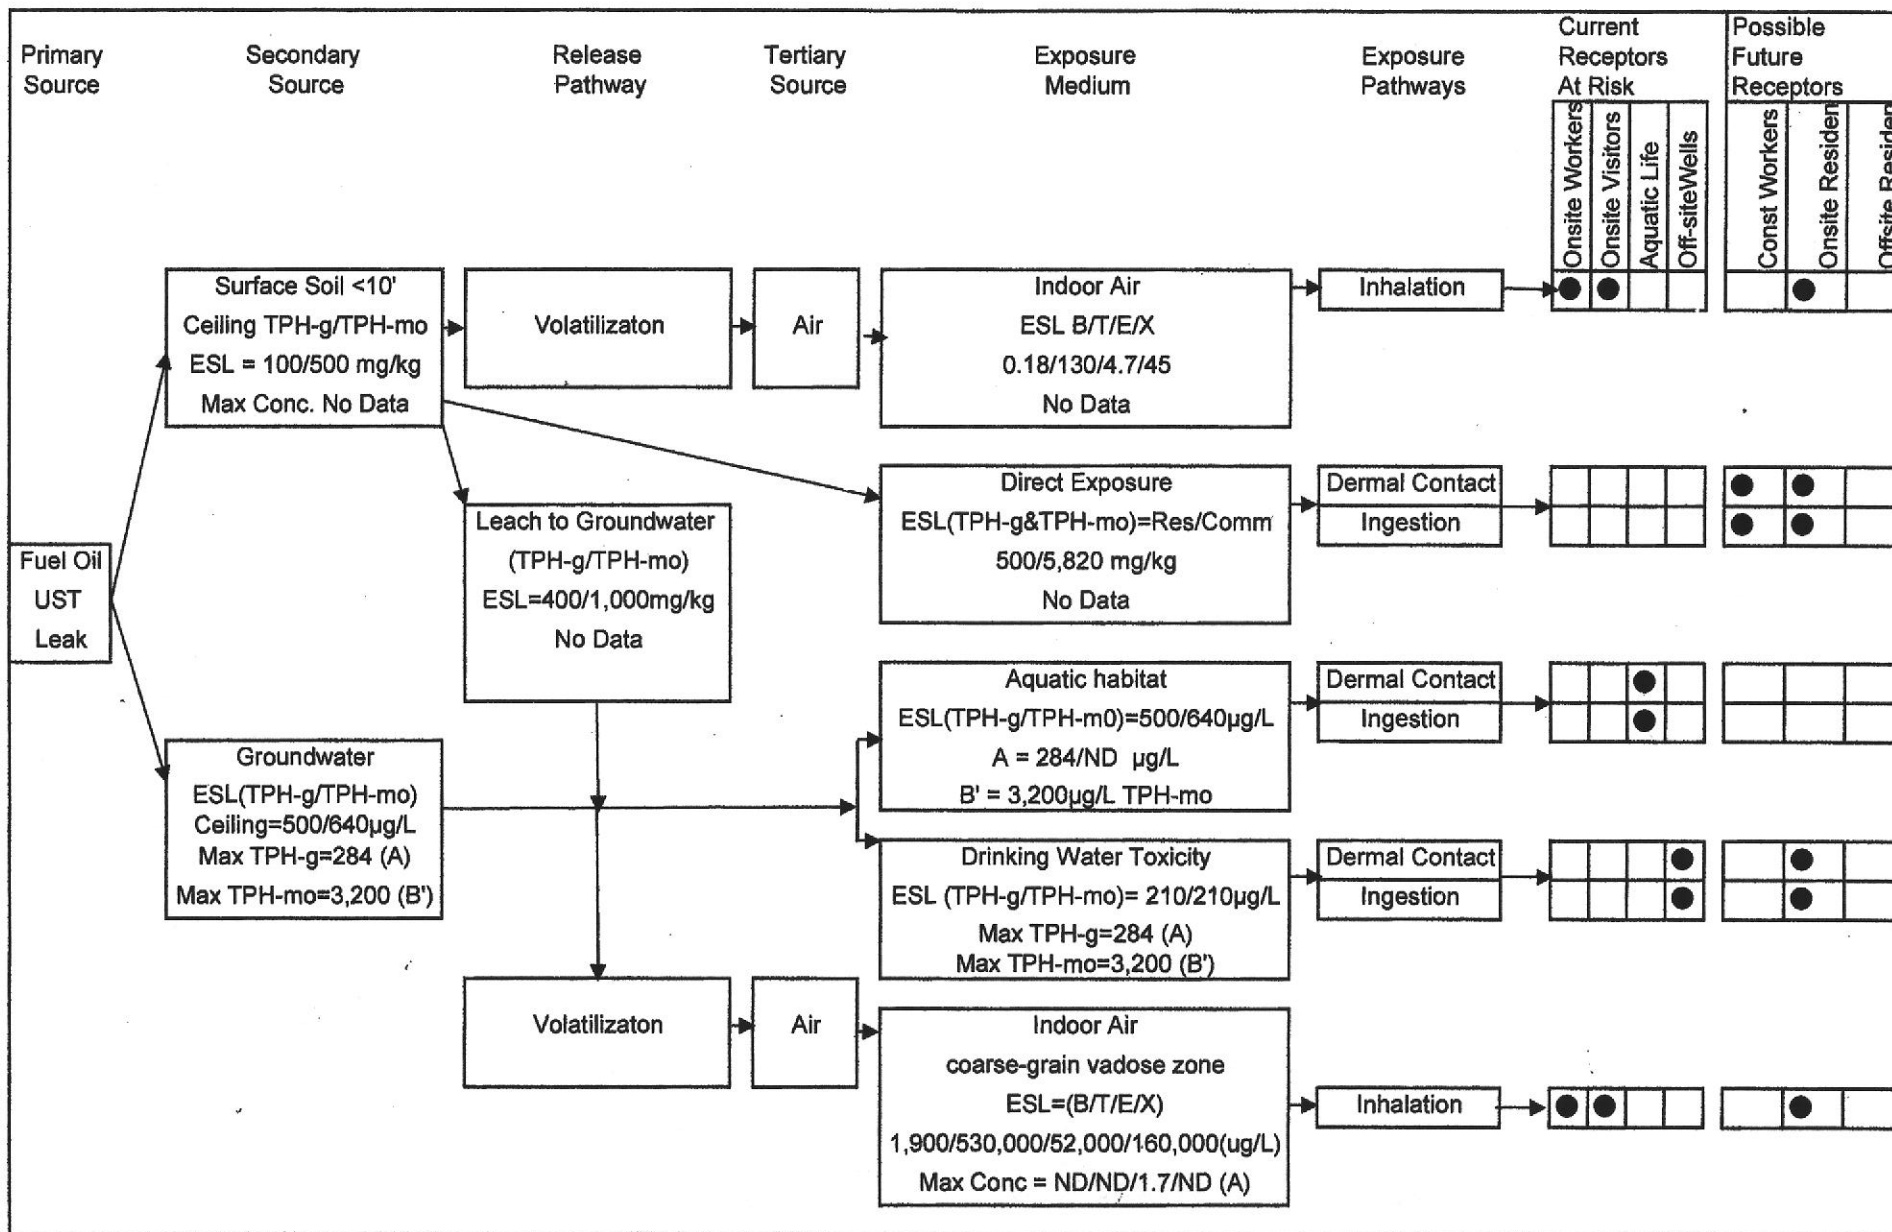 Primary
Source
Secondary
Source
Release
Pathway
Tertiary
Source
Exposure
Medium
Exposure
Pathways
Current
Receptors
At Risk
Possible
Future
Receptors
Onsite Workers
Onsite Visitors
Aquatic Life
Off-siteWells
Const Workers
Onsite Residen
Offsite Residen
Surface Soil <10'
Ceiling TPH-g/TPH-mo
ESL = 100/500 mg/kg
Max Conc. No Data
Volatilizaton
Air
Indoor Air
ESL B/T/E/X
0.18/130/4.7/45
No Data
Inhalation
Leach to Groundwater
(TPH-g/TPH-mo)
ESL=400/1,000mg/kg
No Data
Direct Exposure
ESL(TPH-g&TPH-mo)=Res/Comm
500/5,820 mg/kg
No Data
Dermal Contact
Ingestion
Fuel Oil
UST
Leak
Aquatic habitat
ESL(TPH-g/TPH-m0)=500/640µg/L
A = 284/ND µg/L
B' = 3,200µg/L TPH-mo
Dermal Contact
Ingestion
Groundwater
ESL(TPH-g/TPH-mo)
Ceiling=500/640µg/L
Max TPH-g=284 (A)
Max TPH-mo=3,200 (B')
Drinking Water Toxicity
ESL (TPH-g/TPH-mo)= 210/210µg/L
Max TPH-g=284 (A)
Max TPH-mo=3,200 (B')
Dermal Contact
Ingestion
Volatilizaton
Air
Indoor Air
coarse-grain vadose zone
ESL=(B/T/E/X)
1,900/530,000/52,000/160,000(ug/L)
Max Conc = ND/ND/1.7/ND (A)
Inhalation